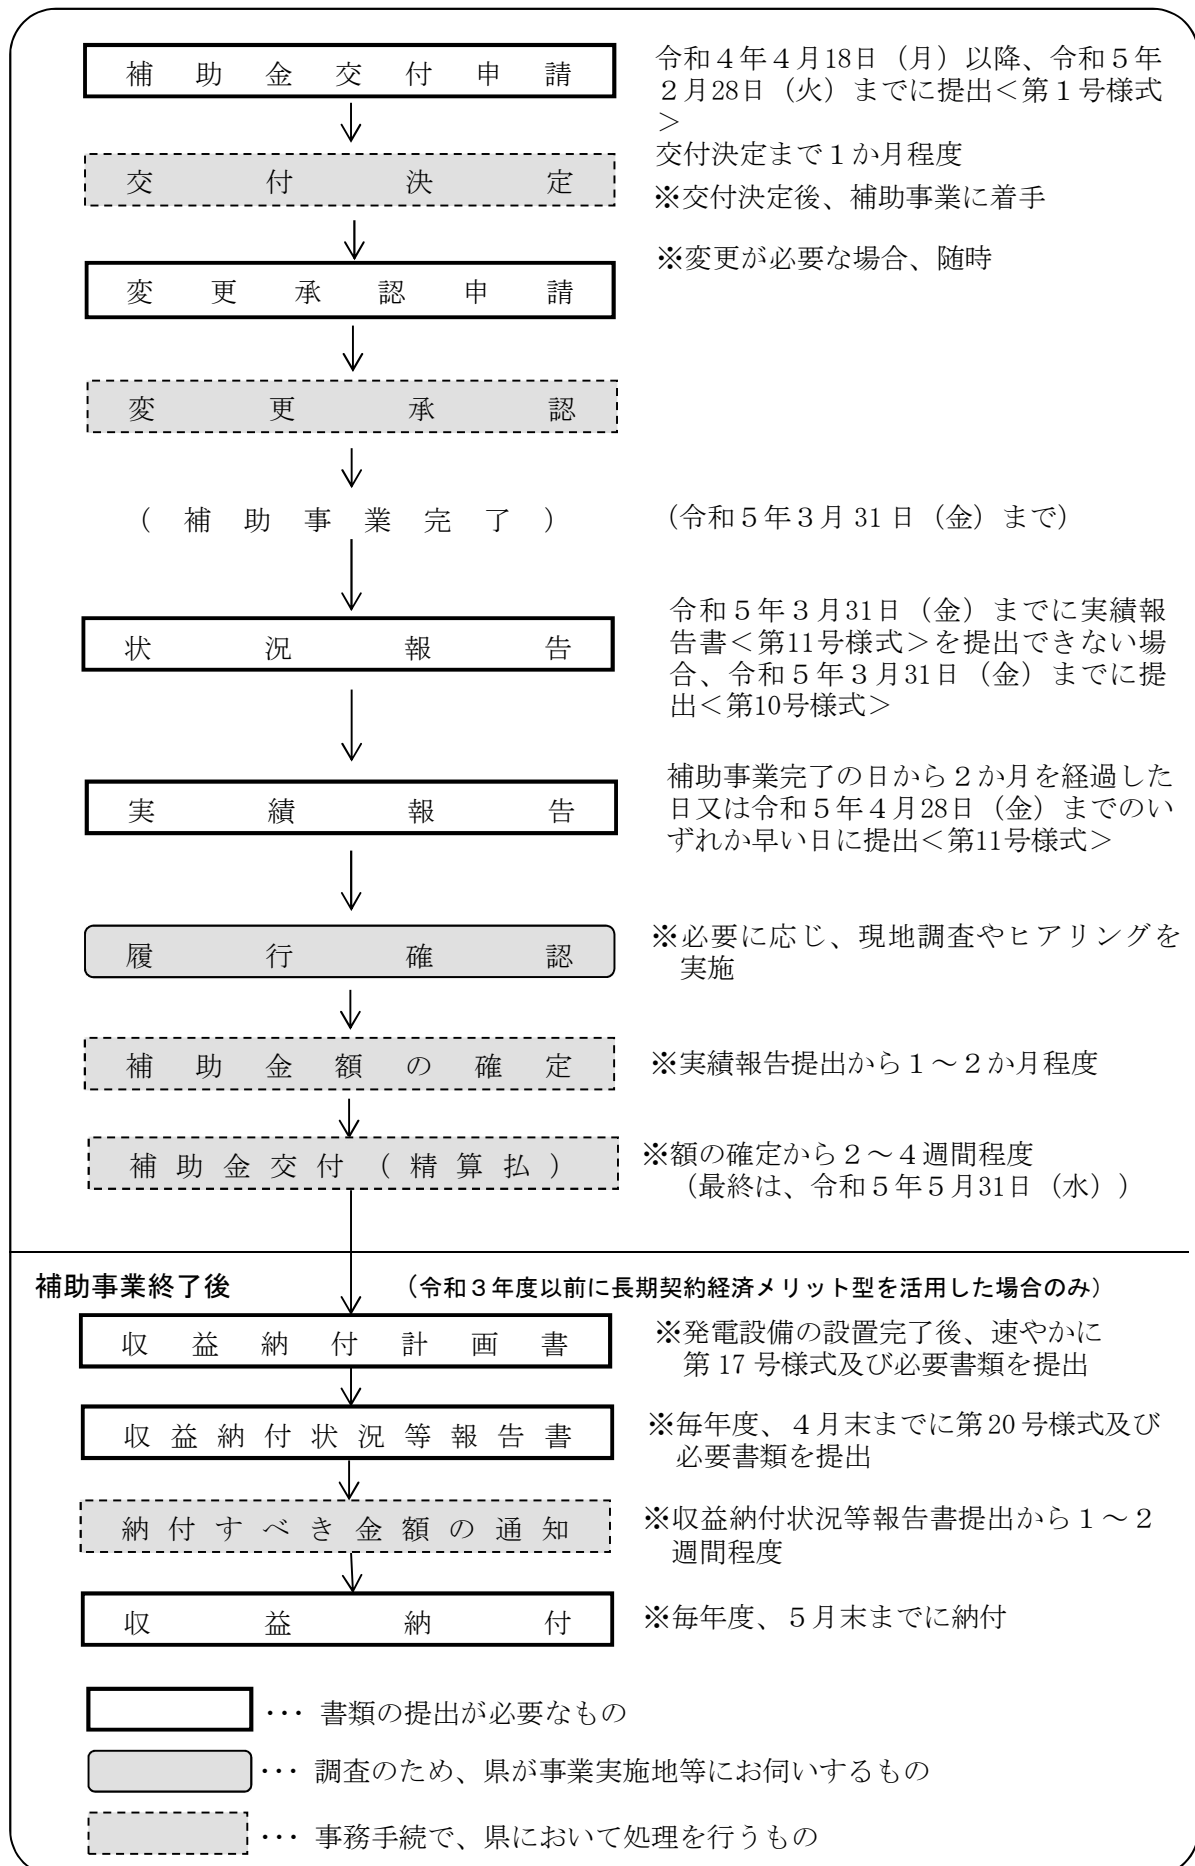 補助金交付申請
令和４年４月18日（月）以降、令和５年
２月28日（火）までに提出＜第１号様式
＞
交付決定まで１か月程度
交付決定
※交付決定後、補助事業に着手
※変更が必要な場合、随時
変更承認申請
変更承認
（補助事業完了）
（令和５年３月 31 日（金）まで）
令和５年３月31日（金）までに実績報
告書＜第11号様式＞を提出できない場
合、令和５年３月31日（金）までに提
出＜第10号様式＞
状況報告
補助事業完了の日から２か月を経過した
日又は令和５年４月28日（金）までのい
ずれか早い日に提出＜第11号様式＞
実績報告
※必要に応じ、現地調査やヒアリングを
実施
履行確認
補助金額の確定
※実績報告提出から１～２か月程度
補助金交付（精算払）
※額の確定から２～４週間程度
（最終は、令和５年５月31日（水））
補助事業終了後
（令和３年度以前に長期契約経済メリット型を活用した場合のみ）
収益納付計画書
※発電設備の設置完了後、速やかに
第 17 号様式及び必要書類を提出
収益納付状況等報告書
※毎年度、４月末までに第 20 号様式及び
必要書類を提出
納付すべき金額の通知
※収益納付状況等報告書提出から１～２
週間程度
収益納付
※毎年度、５月末までに納付
･･･ 書類の提出が必要なもの
･･･ 調査のため、県が事業実施地等にお伺いするもの
･･･ 事務手続で、県において処理を行うもの